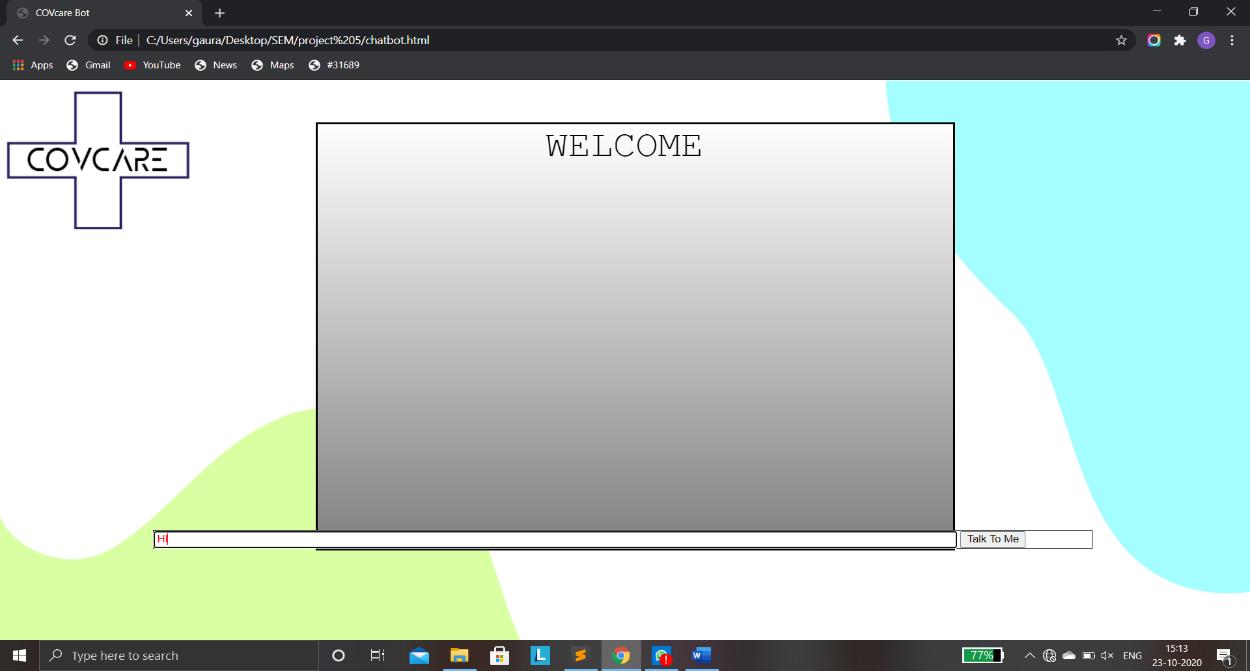 COVcare Bot
File | C:/Users/gaura/Desktop/SEM/project%205/chatbot.html
G
Apps Gmail YouTube News Maps #31689
COVCARE
WELCOME
HI
Talk To Me
Type here to search
L
W
77%
ENG
15:13
23-10-2020
1